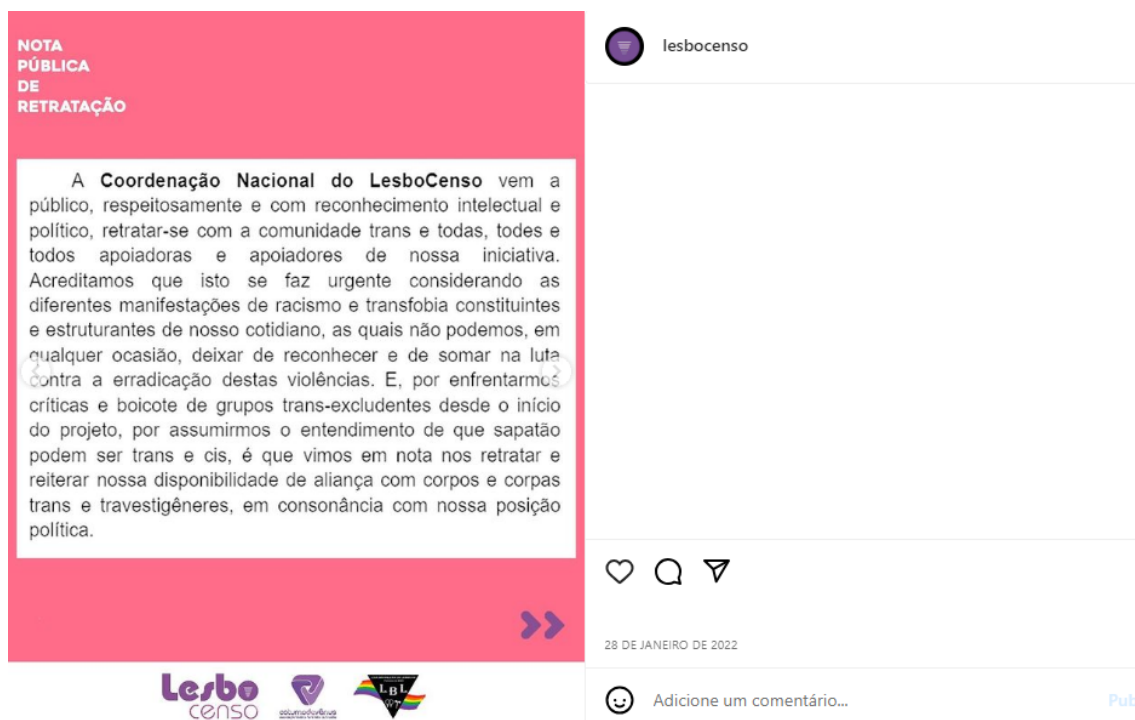 NOTA
PÚBLICA
DE
RETRATAÇÃO
A Coordenação Nacional do LesboCenso vem a
público, respeitosamente e com reconhecimento intelectual e
político, retratar-se com a comunidade trans e todas, todes e
todos apoiadoras e apoiadores de nossa iniciativa.
Acreditamos que isto se faz urgente considerando as
diferentes manifestações de racismo e transfobia constituintes
e estruturantes de nosso cotidiano, as quais não podemos, em
qualquer ocasião, deixar de reconhecer e de somar na luta
contra a erradicação destas violências. E, por enfrentarmos
críticas e boicote de grupos trans-excludentes desde o início
do projeto, por assumirmos o entendimento de que sapatão
podem ser trans e cis, é que vimos em nota nos retratar e
reiterar nossa disponibilidade de aliança com corpos e corpas
trans e travestigêneres, em consonância com nossa posição
política.
Lesbo
censo
LBL
lesbocenso
28 DE JANEIRO DE 2022
Adicione um comentário...
Pub